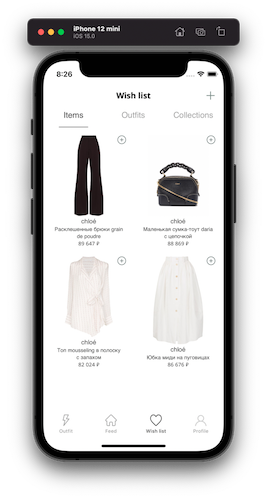 iPhone 12 mini
iOS 15.0
8:26
Wish list
Items Outfits Collections
chloé
Расклешенные брюки grain
de poudre
89 647 ₽
chloé
Маленькая сумка-тоут daria
с цепочкой
88 869 ₽
chloé
Топ mousseling в полоску
с запахом
82 024 ₽
chloé
Юбка миди на пуговицах
86 676 ₽
Outfit Feed Wish list Profile